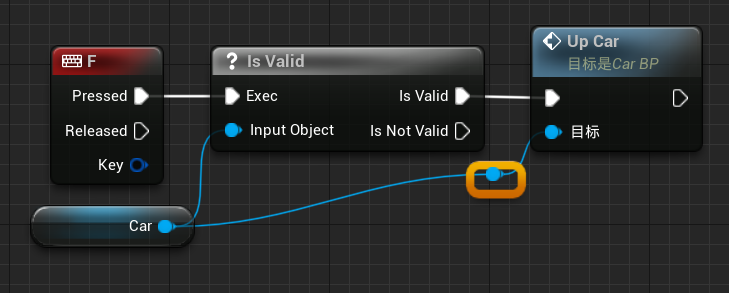 F
Pressed
Released
Key
Car
? Is Valid
Exec
Is Valid
Input Object
Is Not Valid
Up Car
目标是Car BP
目标